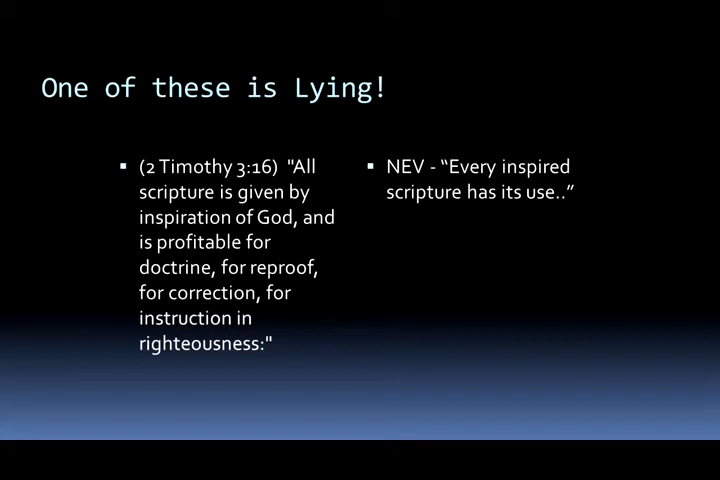 One of these is Lying!
▪ (2 Timothy 3:16) "All
scripture is given by
inspiration of God, and
is profitable for
doctrine, for reproof,
for correction, for
instruction in
righteousness:"
▪ NEV - “Every inspired
scripture has its use..”